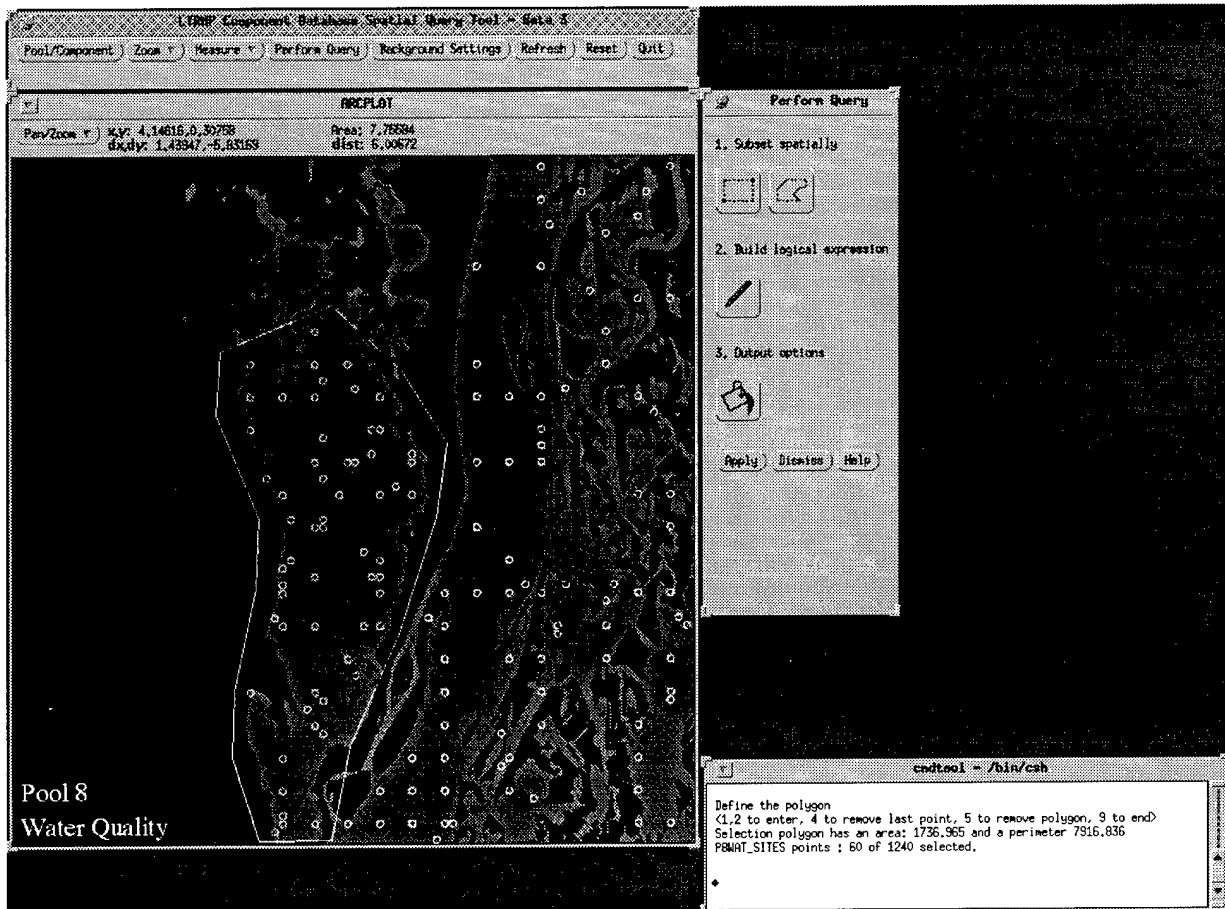 LTRMP Component Database Spatial Query Tool - Beta 3
Pool/Component Zoom Measure Perform Query Background Settings Refresh Reset Quit
ARCPLOT
Pan/Zoom x,y: 4.14616,0.30758 Area: 7.75584
dx,dy: 1.43947,-5.83169 dist: 6.00672
Pool 8
Water Quality
Perform Query
1. Subset spatially
2. Build logical expression
3. Output options
Apply Dismiss Help
cmdtool - /bin/csh
Define the polygon
<1,2 to enter, 4 to remove last point, 5 to remove polygon, 9 to end>
Selection polygon has an area: 1736.965 and a perimeter 7916.836
P8WAT_SITES points : 60 of 1240 selected.